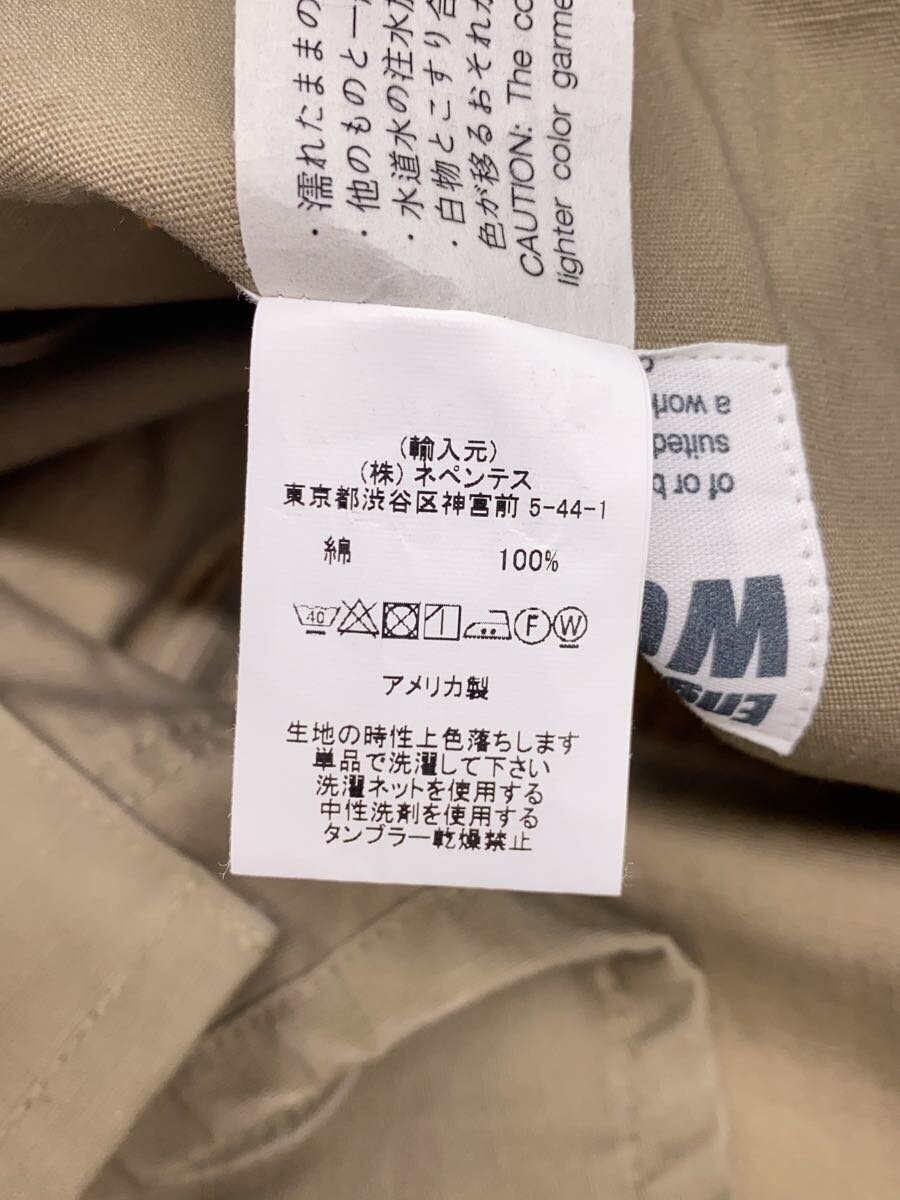 ・濡れたままの
・他のものと一
・水道水の注水
・白物とこすり合
色が移るおそれが
CAUTION: The co
lighter color garme
(輸入元)
(株) ネペンテス
東京都渋谷区神宮前 5-44-1
綿 100%
40 F W
アメリカ製
生地の時性上色落ちします
単品で洗濯して下さい
洗濯ネットを使用する
中性洗剤を使用する
タンブラー乾燥禁止
of or b
suited
a work